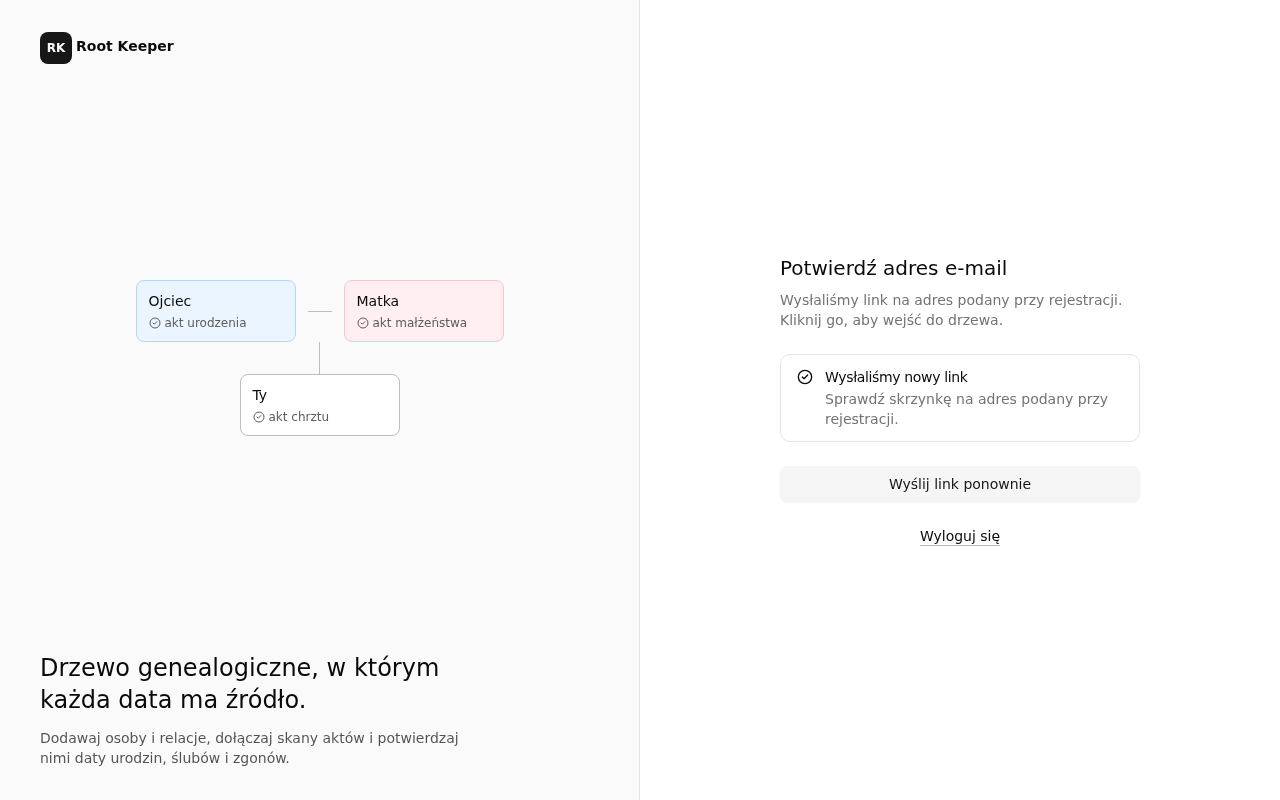 RK Root Keeper
Ojciec
akt urodzenia
Matka
akt małżeństwa
Ty
akt chrztu
Drzewo genealogiczne, w którym
każda data ma źródło.
Dodawaj osoby i relacje, dołączaj skany aktów i potwierdzaj
nimi daty urodzin, ślubów i zgonów.
Potwierdź adres e-mail
Wysłaliśmy link na adres podany przy rejestracji.
Kliknij go, aby wejść do drzewa.
Wysłaliśmy nowy link
Sprawdź skrzynkę na adres podany przy
rejestracji.
Wyślij link ponownie
Wyloguj się